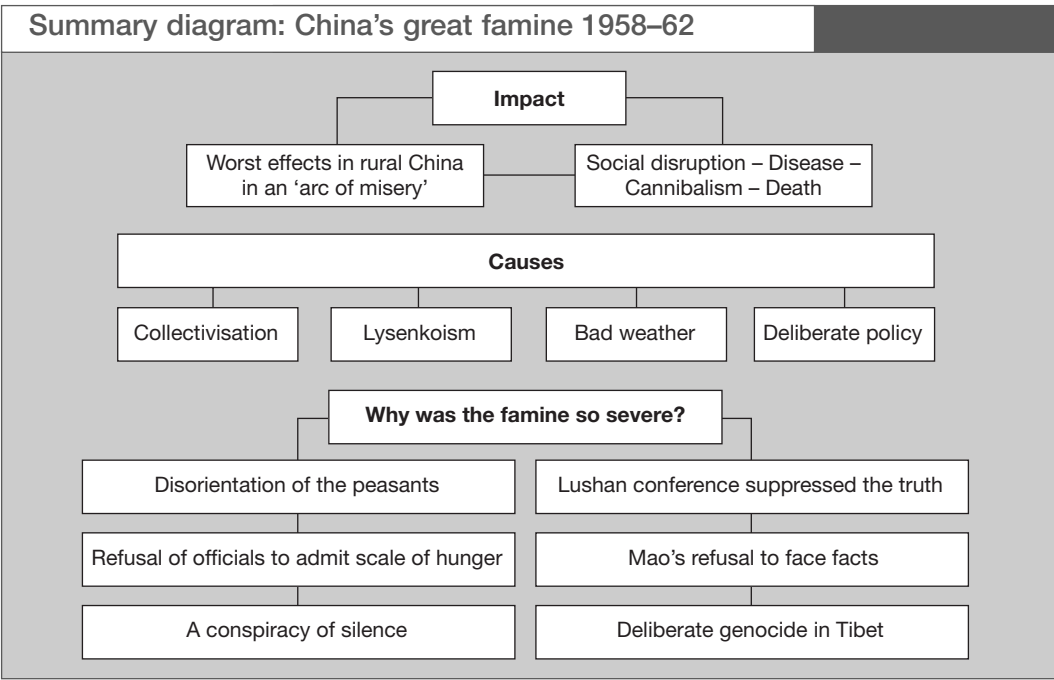 Summary diagram: China’s great famine 1958–62
Impact
Worst effects in rural China
in an ‘arc of misery’
Social disruption – Disease –
Cannibalism – Death
Causes
Collectivisation
Lysenkoism
Bad weather
Deliberate policy
Why was the famine so severe?
Disorientation of the peasants
Refusal of officials to admit scale of hunger
A conspiracy of silence
Lushan conference suppressed the truth
Mao’s refusal to face facts
Deliberate genocide in Tibet